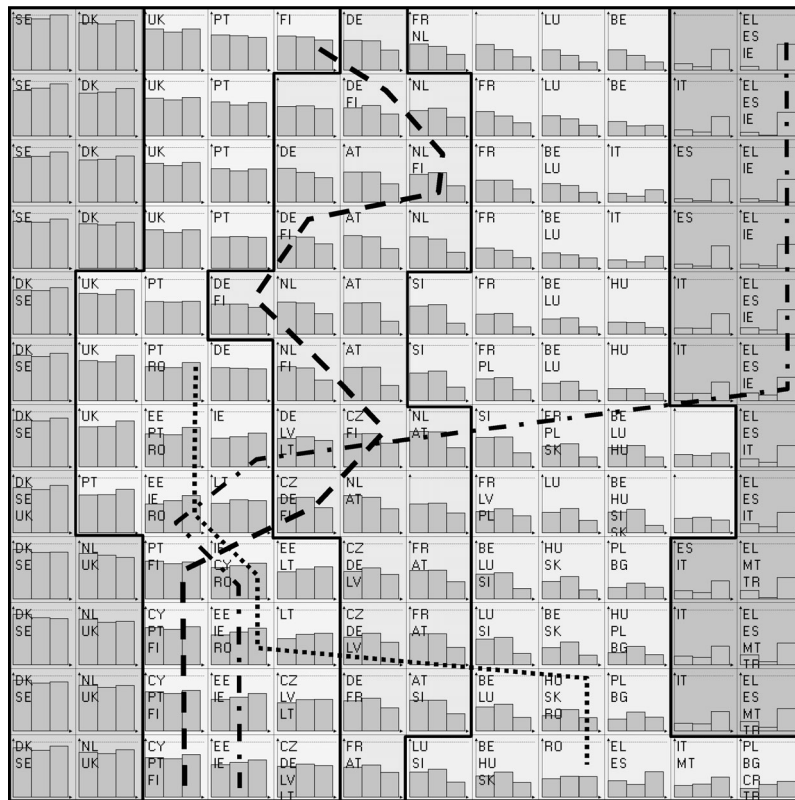 SE DK UK PT FI DE FR LU BE EL
NL ES
IE
SE DK UK PT DE NL FR LU BE IT EL
FI ES
IE
SE DK UK PT DE AT NL FR BE IT ES EL
FI LU IE
SE DK UK PT DE AT NL FR BE IT ES EL
FI LU IE
DK UK PT DE NL AT SI FR BE HU IT EL
SE FI LU ES
IE
DK UK PT DE NL AT SI FR BE HU IT EL
SE RO FI PL LU ES
IE
DK UK EE IE DE CZ NL SI FR BE EL
SE PT LV FI AT PL LU ES
RO LT SK HU IT
DK PT EE LT CZ NL FR LU BE EL
SE IE DE AT LV HU ES
UK RO FI PL SI IT
SK
DK NL PT IE EE CZ FR BE HU PL ES EL
SE UK FI CY LT DE AT LU SK BG IT MT
RO LV SI TR
DK NL CY EE LT CZ FR LU BE HU IT EL
SE UK PT IE DE AT SI SK PL ES
FI RO LV BG MT
TR
DK NL CY EE CZ DE AT BE HU PL IT EL
SE UK PT IE LV FR SI LU SK BG ES
FI LT RO MT
TR
DK NL CY EE CZ FR LU BE RO EL IT PL
SE UK PT IE DE AT SI HU ES MT BG
FI LV SK CR
LT TR